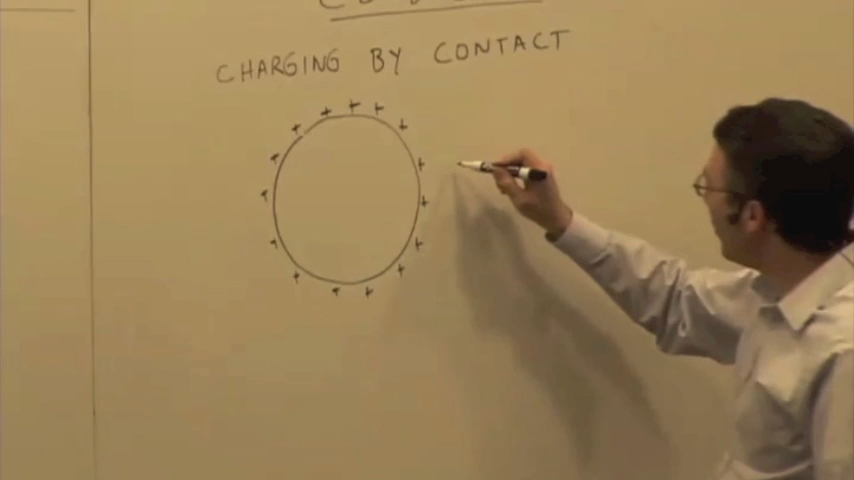 CHARGING BY CONTACT
+ + + + + + + + + + + + + + + +